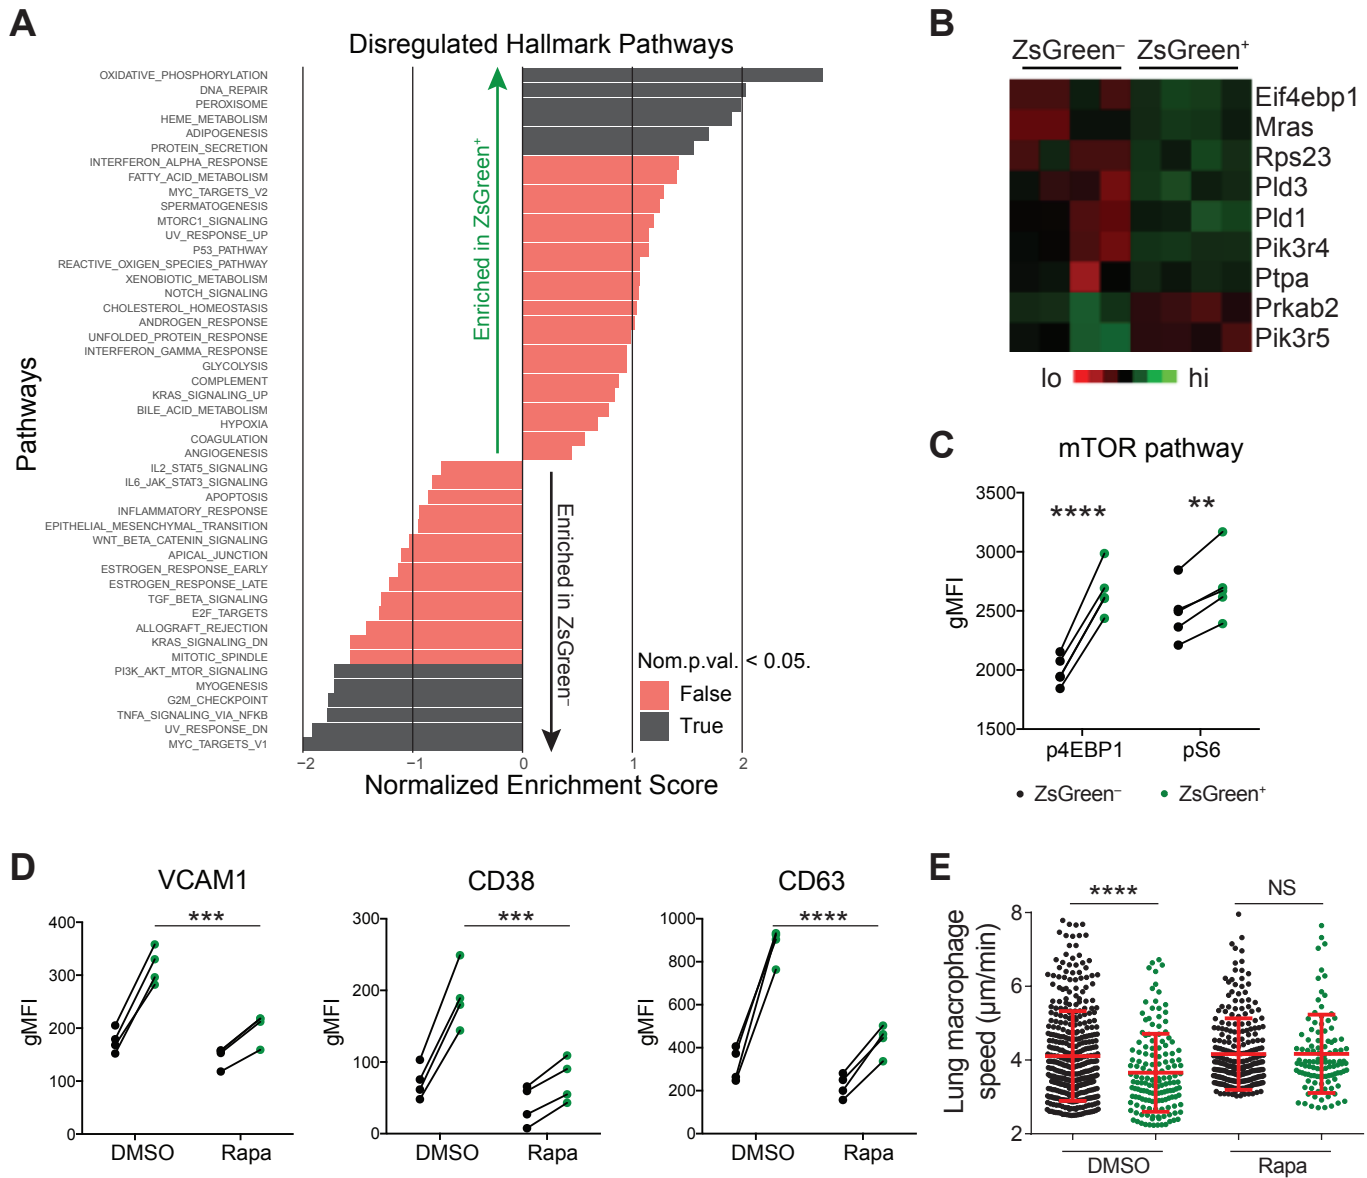 A
Disregulated Hallmark Pathways
Pathways
OXIDATIVE_PHOSPHORYLATION
DNA_REPAIR
PEROXISOME
HEME_METABOLISM
ADIPOGENESIS
PROTEIN_SECRETION
INTERFERON_ALPHA_RESPONSE
FATTY_ACID_METABOLISM
MYC_TARGETS_V2
SPERMATOGENESIS
MTORC1_SIGNALING
UV_RESPONSE_UP
P53_PATHWAY
REACTIVE_OXIGEN_SPECIES_PATHWAY
XENOBIOTIC_METABOLISM
NOTCH_SIGNALING
CHOLESTEROL_HOMEOSTASIS
ANDROGEN_RESPONSE
UNFOLDED_PROTEIN_RESPONSE
INTERFERON_GAMMA_RESPONSE
GLYCOLYSIS
COMPLEMENT
KRAS_SIGNALING_UP
BILE_ACID_METABOLISM
HYPOXIA
COAGULATION
ANGIOGENESIS
IL2_STAT5_SIGNALING
IL6_JAK_STAT3_SIGNALING
APOPTOSIS
INFLAMMATORY_RESPONSE
EPITHELIAL_MESENCHYMAL_TRANSITION
WNT_BETA_CATENIN_SIGNALING
APICAL_JUNCTION
ESTROGEN_RESPONSE_EARLY
ESTROGEN_RESPONSE_LATE
TGF_BETA_SIGNALING
E2F_TARGETS
ALLOGRAFT_REJECTION
KRAS_SIGNALING_DN
MITOTIC_SPINDLE
PI3K_AKT_MTOR_SIGNALING
MYOGENESIS
G2M_CHECKPOINT
TNFA_SIGNALING_VIA_NFKB
UV_RESPONSE_DN
MYC_TARGETS_V1
Enriched in ZsGreen⁺
Enriched in ZsGreen⁻
Nom.p.val. < 0.05.
False
True
−2 −1 0 1 2
Normalized Enrichment Score
B
ZsGreen⁻ ZsGreen⁺
Eif4ebp1
Mras
Rps23
Pld3
Pld1
Pik3r4
Ptpa
Prkab2
Pik3r5
lo hi
C
mTOR pathway
gMFI
3500
3000
2500
2000
1500
**** **
p4EBP1 pS6
ZsGreen⁻ ZsGreen⁺
D
VCAM1
gMFI
400
300
200
100
0
***
DMSO Rapa
CD38
gMFI
300
200
100
0
***
DMSO Rapa
CD63
gMFI
1000
800
600
400
200
0
****
DMSO Rapa
E
Lung macrophage
speed (µm/min)
8
6
4
2
**** NS
DMSO Rapa